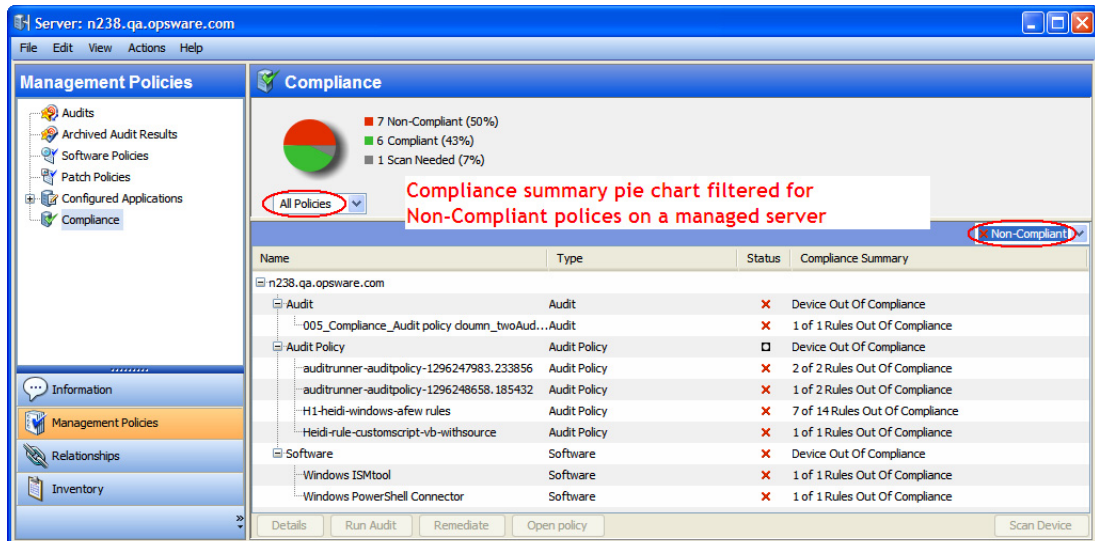 Server: n238.qa.opsware.com
File Edit View Actions Help
Management Policies
Audits
Archived Audit Results
Software Policies
Patch Policies
Configured Applications
Compliance
Information
Management Policies
Relationships
Inventory
Compliance
7 Non-Compliant (50%)
6 Compliant (43%)
1 Scan Needed (7%)
All Policies
Compliance summary pie chart filtered for
Non-Compliant polices on a managed server
Non-Compliant
Name Type Status Compliance Summary
n238.qa.opsware.com
Audit Audit Device Out Of Compliance
005_Compliance_Audit policy cloumn_twoAud... Audit 1 of 1 Rules Out Of Compliance
Audit Policy Audit Policy Device Out Of Compliance
auditrunner-auditpolicy-1296247983.233856 Audit Policy 2 of 2 Rules Out Of Compliance
auditrunner-auditpolicy-1296248658.185432 Audit Policy 1 of 2 Rules Out Of Compliance
H1-heidi-windows-afew rules Audit Policy 7 of 14 Rules Out Of Compliance
Heidi-rule-customscript-vb-withsource Audit Policy 1 of 1 Rules Out Of Compliance
Software Software Device Out Of Compliance
Windows ISMtool Software 1 of 1 Rules Out Of Compliance
Windows PowerShell Connector Software 1 of 1 Rules Out Of Compliance
Details Run Audit Remediate Open policy Scan Device